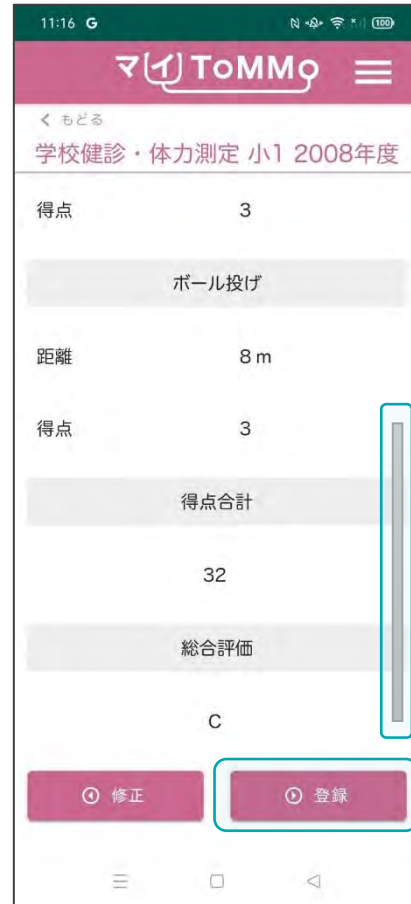 11:16 G
100
マイToMMo
もどる
学校健診・体力測定 小1 2008年度
得点 3
ボール投げ
距離 8 m
得点 3
得点合計
32
総合評価
C
修正 登録